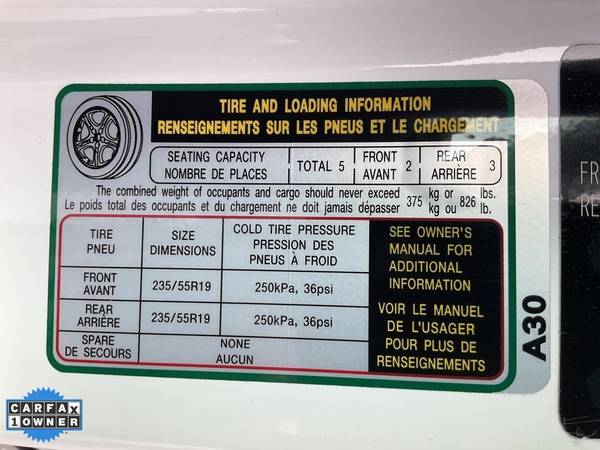 TIRE AND LOADING INFORMATION
RENSEIGNEMENTS SUR LES PNEUS ET LE CHARGEMENT
SEATING CAPACITY
NOMBRE DE PLACES
TOTAL 5
FRONT
AVANT
2
REAR
ARRIÈRE
3
The combined weight of occupants and cargo should never exceed 375 kg or 826 lbs.
Le poids total des occupants et du chargement ne doit jamais dépasser kg ou lb.
TIRE
PNEU
SIZE
DIMENSIONS
COLD TIRE PRESSURE
PRESSION DES
PNEUS À FROID
FRONT
AVANT
235/55R19
250kPa, 36psi
REAR
ARRIÈRE
235/55R19
250kPa, 36psi
SPARE
DE SECOURS
NONE
AUCUN
SEE OWNER'S
MANUAL FOR
ADDITIONAL
INFORMATION
VOIR LE MANUEL
DE L'USAGER
POUR PLUS DE
RENSEIGNEMENTS
A30
FR
RE
CARFAX
1 OWNER